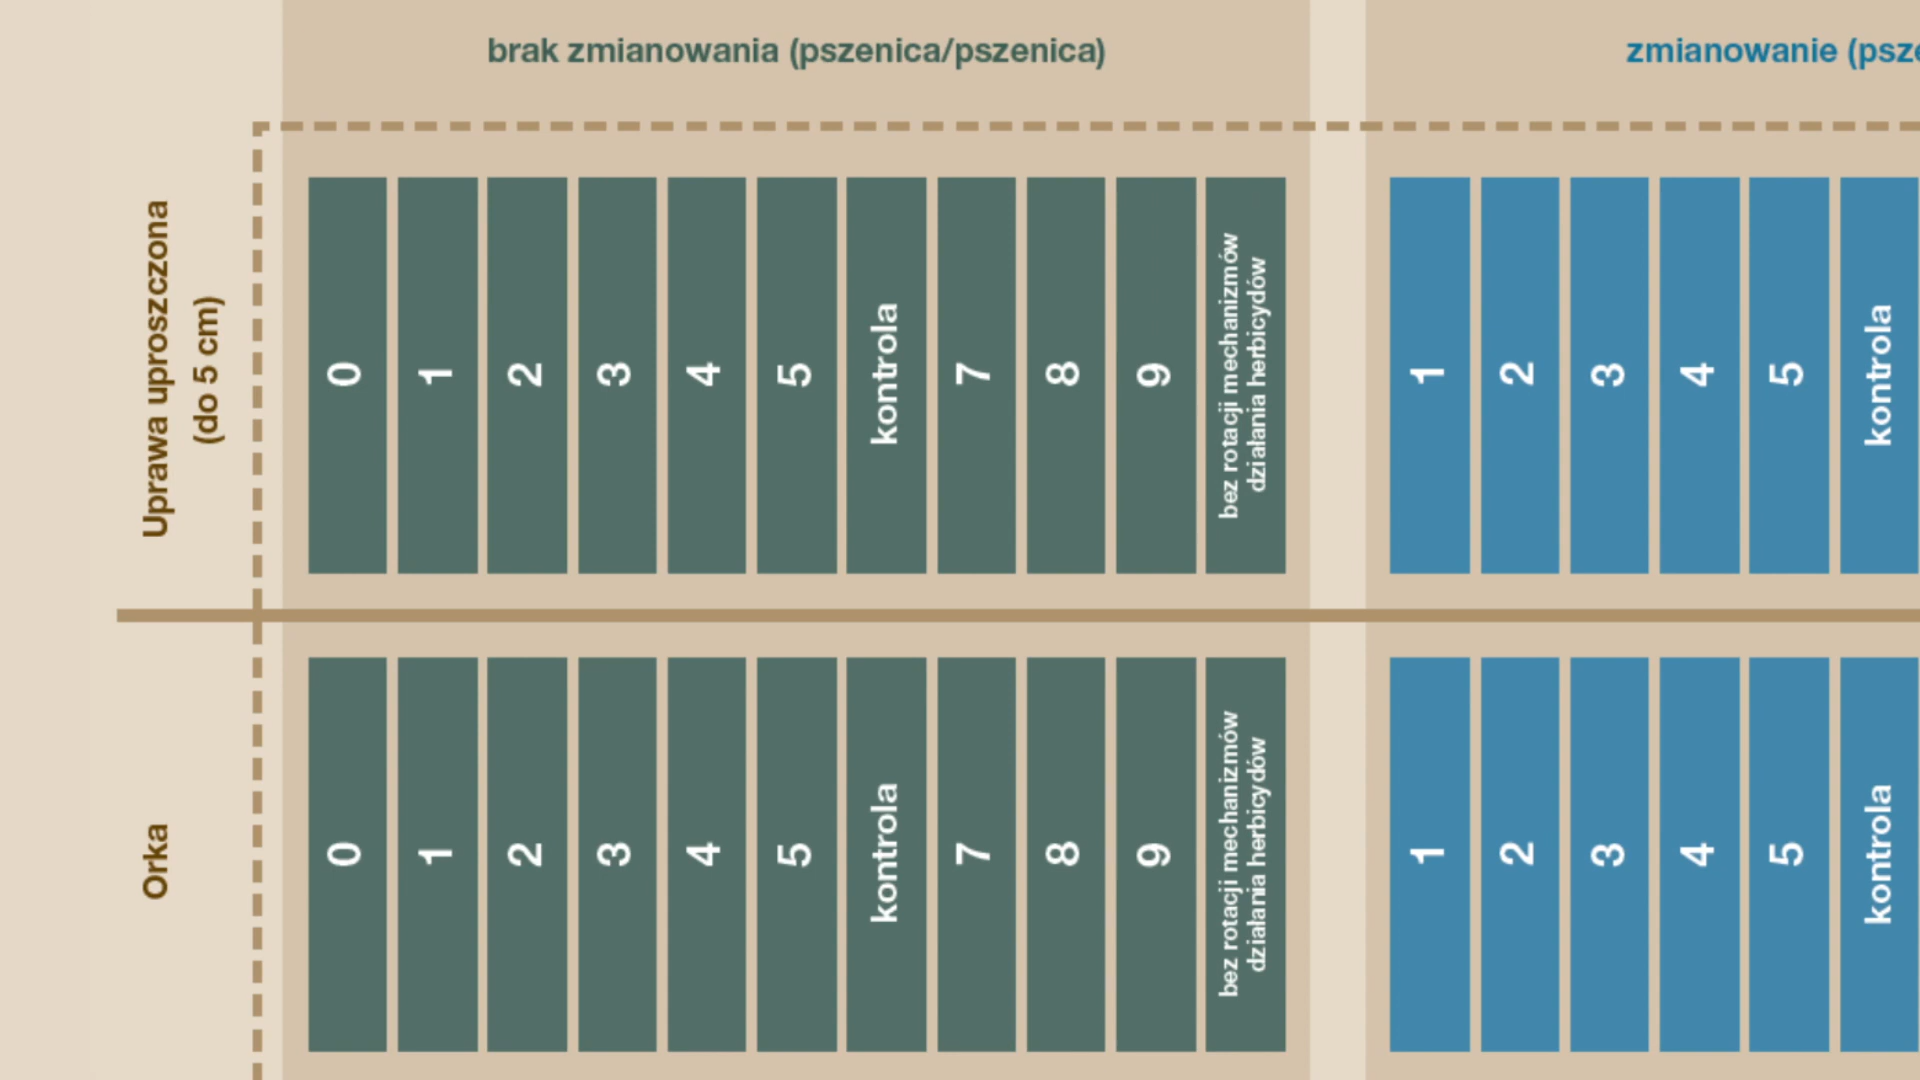 brak zmianowania (pszenica/pszenica)
zmianowanie (psze
Uprawa uproszczona
(do 5 cm)
0
1
2
3
4
5
kontrola
7
8
9
bez rotacji mechanizmów
działania herbicydów
1
2
3
4
5
kontrola
Orka
0
1
2
3
4
5
kontrola
7
8
9
bez rotacji mechanizmów
działania herbicydów
1
2
3
4
5
kontrola